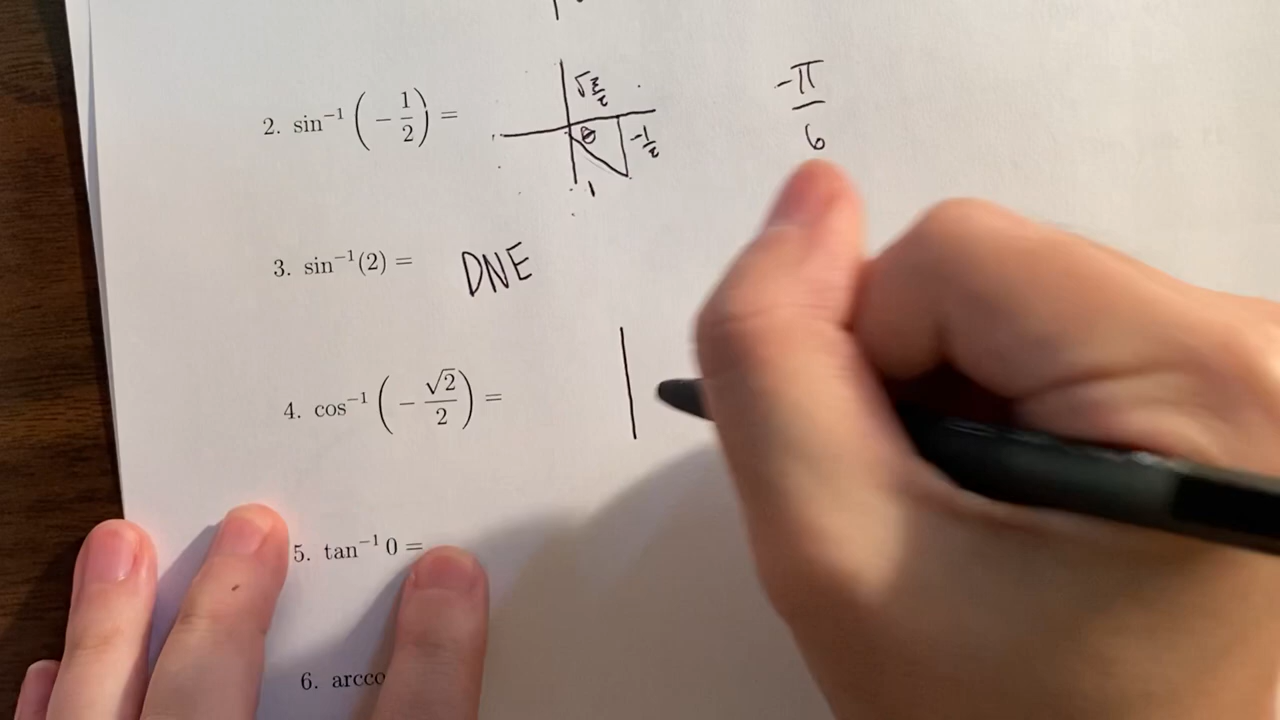 2. sin⁻¹(−1/2) = √3/2 θ −1/2 1 −π/6
3. sin⁻¹(2) = DNE
4. cos⁻¹(−√2/2) =
5. tan⁻¹ 0 =
6. arcco